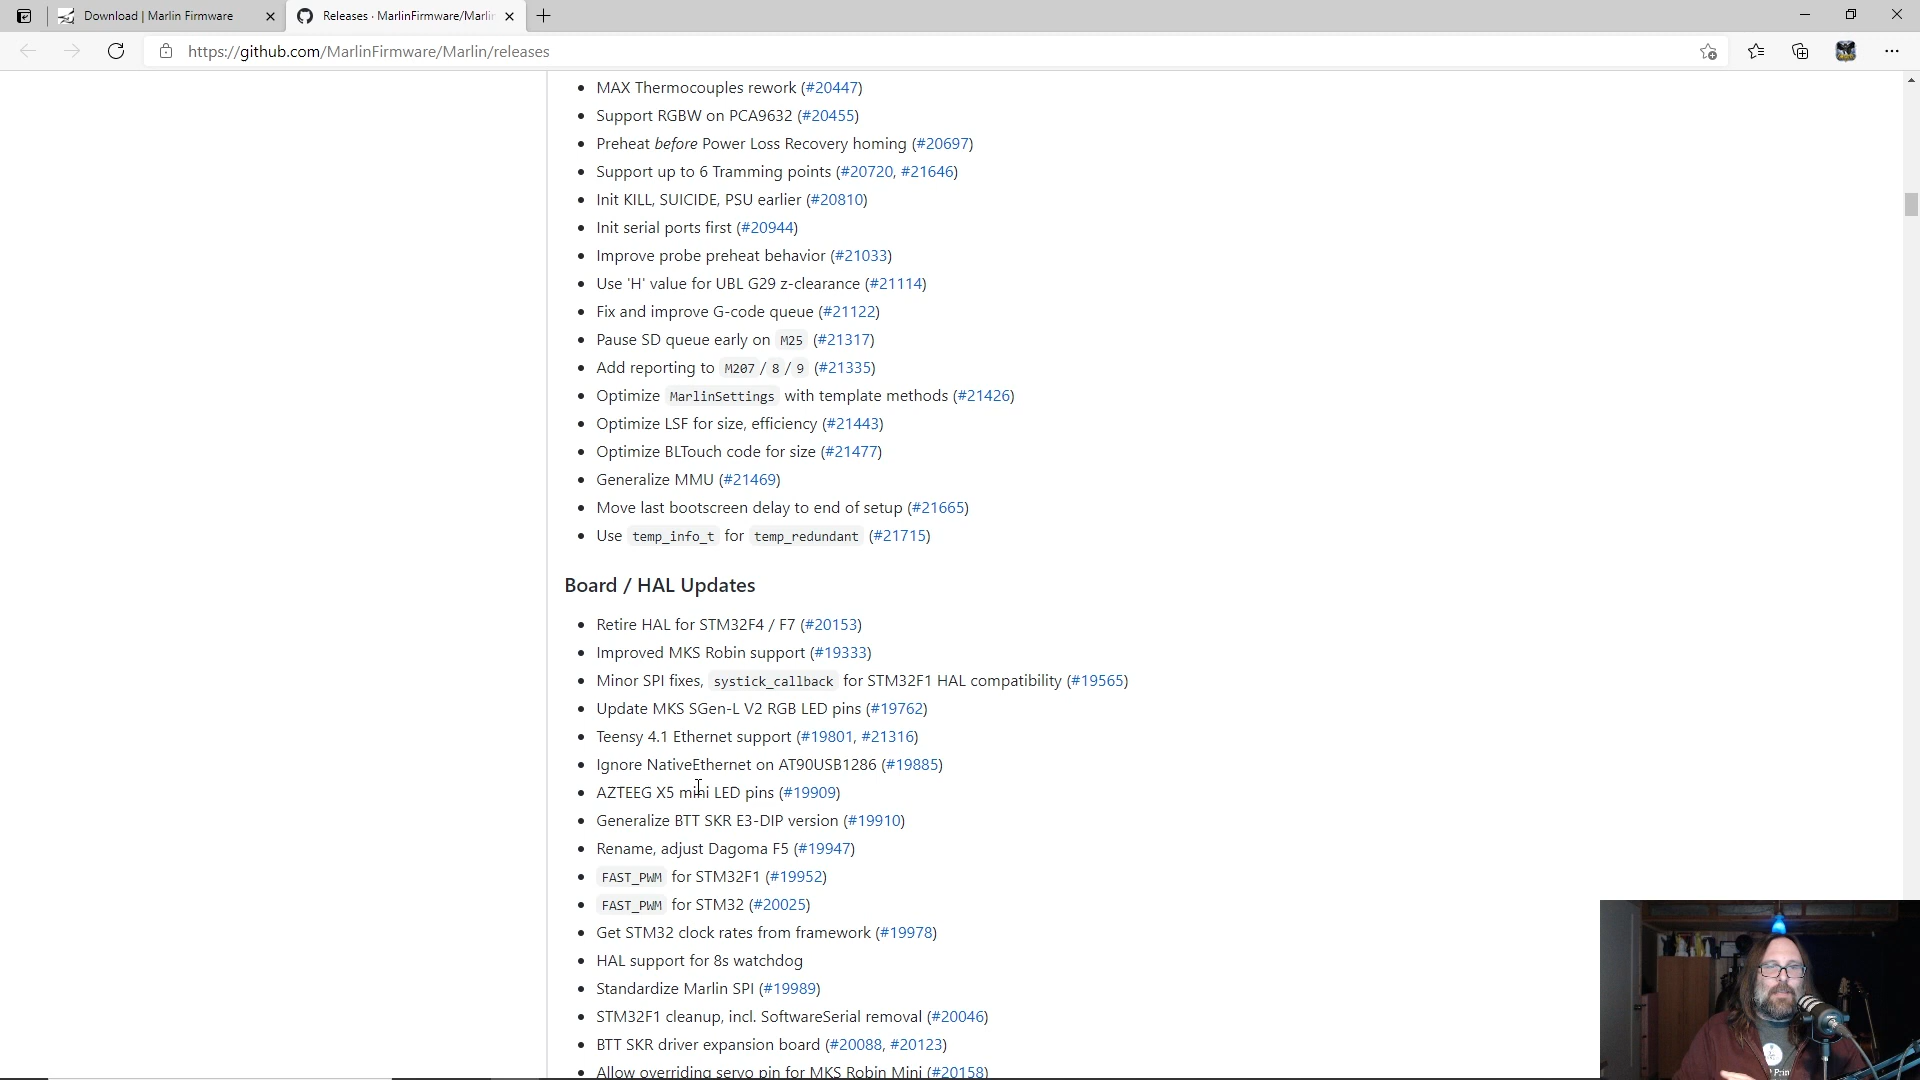 Download | Marlin Firmware
Releases · MarlinFirmware/Marlin
https://github.com/MarlinFirmware/Marlin/releases
MAX Thermocouples rework (#20447)
Support RGBW on PCA9632 (#20455)
Preheat before Power Loss Recovery homing (#20697)
Support up to 6 Tramming points (#20720, #21646)
Init KILL, SUICIDE, PSU earlier (#20810)
Init serial ports first (#20944)
Improve probe preheat behavior (#21033)
Use 'H' value for UBL G29 z-clearance (#21114)
Fix and improve G-code queue (#21122)
Pause SD queue early on M25 (#21317)
Add reporting to M207 / 8 / 9 (#21335)
Optimize MarlinSettings with template methods (#21426)
Optimize LSF for size, efficiency (#21443)
Optimize BLTouch code for size (#21477)
Generalize MMU (#21469)
Move last bootscreen delay to end of setup (#21665)
Use temp_info_t for temp_redundant (#21715)
Board / HAL Updates
Retire HAL for STM32F4 / F7 (#20153)
Improved MKS Robin support (#19333)
Minor SPI fixes, systick_callback for STM32F1 HAL compatibility (#19565)
Update MKS SGen-L V2 RGB LED pins (#19762)
Teensy 4.1 Ethernet support (#19801, #21316)
Ignore NativeEthernet on AT90USB1286 (#19885)
AZTEEG X5 mini LED pins (#19909)
Generalize BTT SKR E3-DIP version (#19910)
Rename, adjust Dagoma F5 (#19947)
FAST_PWM for STM32F1 (#19952)
FAST_PWM for STM32 (#20025)
Get STM32 clock rates from framework (#19978)
HAL support for 8s watchdog
Standardize Marlin SPI (#19989)
STM32F1 cleanup, incl. SoftwareSerial removal (#20046)
BTT SKR driver expansion board (#20088, #20123)
Allow overriding servo pin for MKS Robin Mini (#20158)